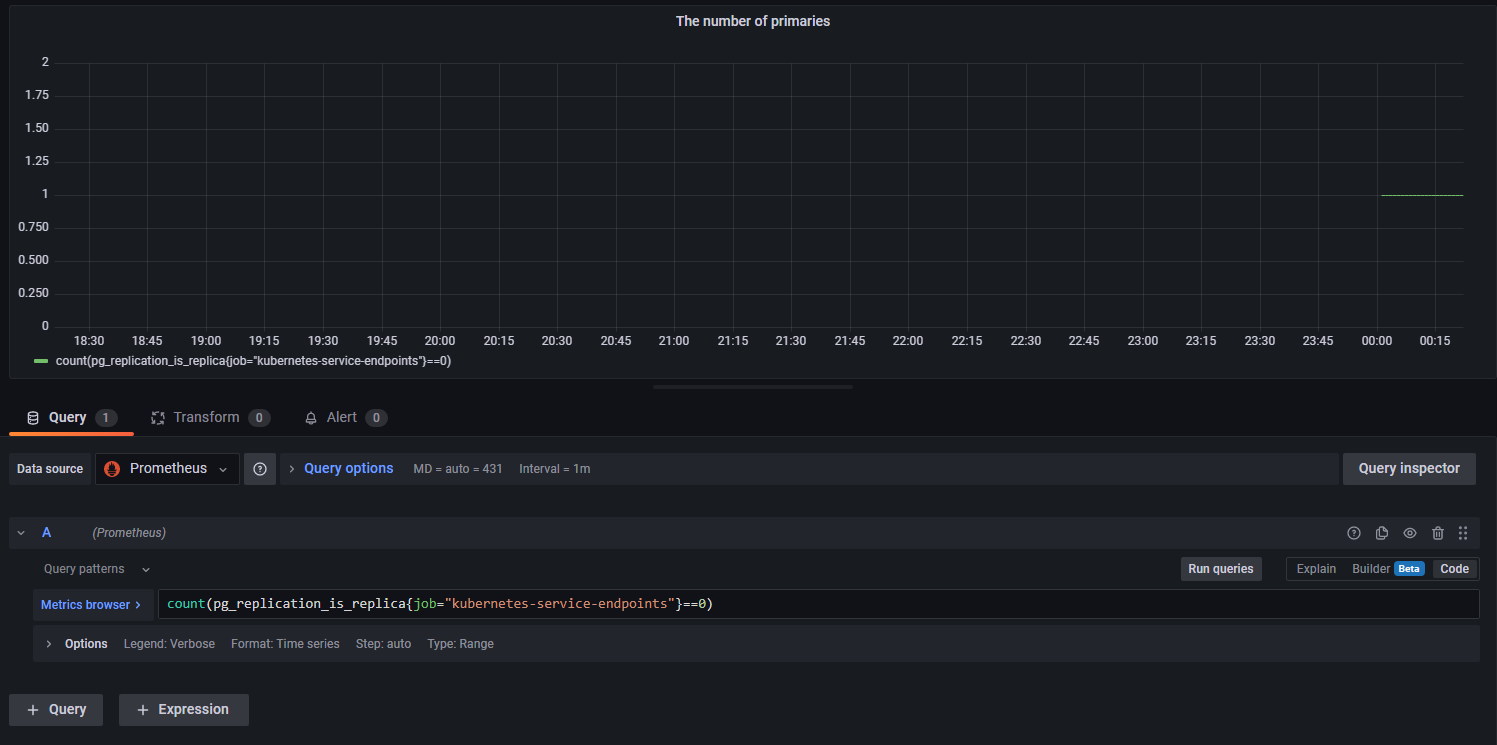 The number of primaries
2
1.75
1.50
1.25
1
0.750
0.500
0.250
0
18:30 18:45 19:00 19:15 19:30 19:45 20:00 20:15 20:30 20:45 21:00 21:15 21:30 21:45 22:00 22:15 22:30 22:45 23:00 23:15 23:30 23:45 00:00 00:15
count(pg_replication_is_replica{job="kubernetes-service-endpoints"}==0)
Query 1 Transform 0 Alert 0
Data source Prometheus Query options MD = auto = 431 Interval = 1m Query inspector
A (Prometheus)
Query patterns Run queries Explain Builder Beta Code
Metrics browser > count(pg_replication_is_replica{job="kubernetes-service-endpoints"}==0)
> Options Legend: Verbose Format: Time series Step: auto Type: Range
+ Query + Expression